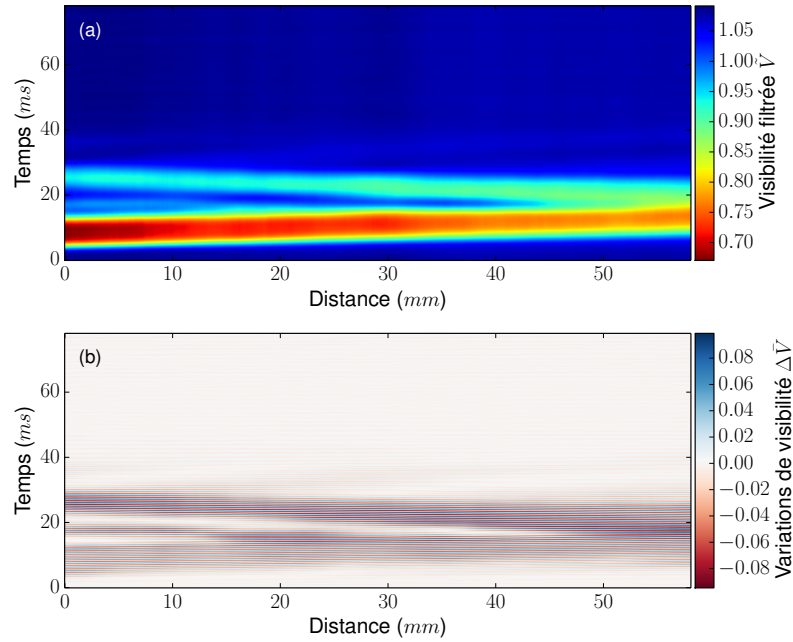 (a)
Temps (ms)
60
40
20
0
0 10 20 30 40 50
Distance (mm)
1.05
1.00
0.95
0.90
0.85
0.80
0.75
0.70
Visibilité filtrée Ṽ
(b)
Temps (ms)
60
40
20
0
0 10 20 30 40 50
Distance (mm)
0.08
0.06
0.04
0.02
0.00
−0.02
−0.04
−0.06
−0.08
Variations de visibilité ΔṼ